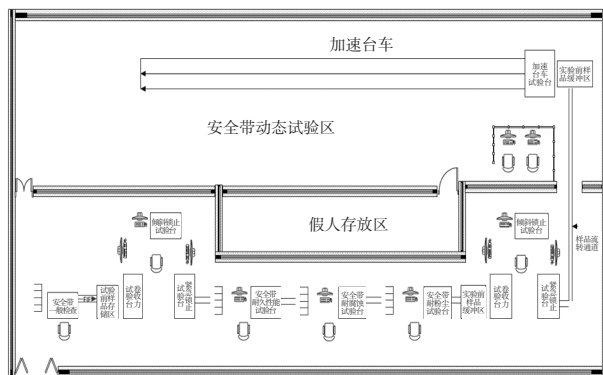 加速台车
加速
台车
试验台
实验前样
品缓冲区
安全带动态试验区
假人存放区
倾斜锁止
试验台
倾斜锁止
试验台
样品流
转通道
安全带
一般检查
试验
前样
品存
储区
卷收力
试验台
紧急锁止
试验台
安全带
耐久性能
试验台
安全带
耐腐蚀
试验台
安全带
耐粉尘
试验台
实验前
样品
缓冲区
卷收力
试验台
紧急锁止
试验台